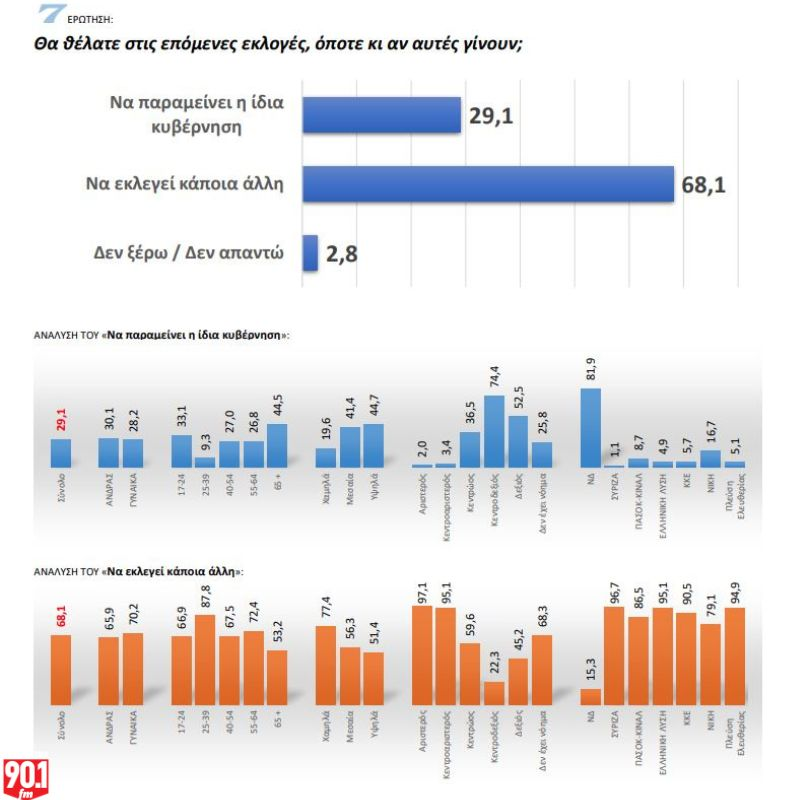 7 ΕΡΩΤΗΣΗ:
Θα θέλατε στις επόμενες εκλογές, όποτε κι αν αυτές γίνουν;
Να παραμείνει η ίδια
κυβέρνηση
29,1
Να εκλεγεί κάποια άλλη
68,1
Δεν ξέρω / Δεν απαντώ
2,8
ΑΝΑΛΥΣΗ ΤΟΥ «Να παραμείνει η ίδια κυβέρνηση»:
29,1 30,1 28,2 33,1 9,3 27,0 26,8 44,5 19,6 41,4 44,7 2,0 3,4 36,5 74,4 52,5 25,8 81,9 1,1 8,7 4,9 5,7 16,7 5,1
Σύνολο ΑΝΔΡΑΣ ΓΥΝΑΙΚΑ 17-24 25-39 40-54 55-64 65 + Χαμηλά Μεσαία Υψηλά Αριστερός Κεντροαριστερός Κεντρώος Κεντροδεξιός Δεξιός Δεν έχει νόημα ΝΔ ΣΥΡΙΖΑ ΠΑΣΟΚ-ΚΙΝΑΛ ΕΛΛΗΝΙΚΗ ΛΥΣΗ ΚΚΕ ΝΙΚΗ Πλεύση Ελευθερίας
ΑΝΑΛΥΣΗ ΤΟΥ «Να εκλεγεί κάποια άλλη»:
68,1 65,9 70,2 66,9 87,8 67,5 72,4 53,2 77,4 56,3 51,4 97,1 95,1 59,6 22,3 45,2 68,3 15,3 96,7 86,5 95,1 90,5 79,1 94,9
Σύνολο ΑΝΔΡΑΣ ΓΥΝΑΙΚΑ 17-24 25-39 40-54 55-64 65 + Χαμηλά Μεσαία Υψηλά Αριστερός Κεντροαριστερός Κεντρώος Κεντροδεξιός Δεξιός Δεν έχει νόημα ΝΔ ΣΥΡΙΖΑ ΠΑΣΟΚ-ΚΙΝΑΛ ΕΛΛΗΝΙΚΗ ΛΥΣΗ ΚΚΕ ΝΙΚΗ Πλεύση Ελευθερίας
90.1
fm